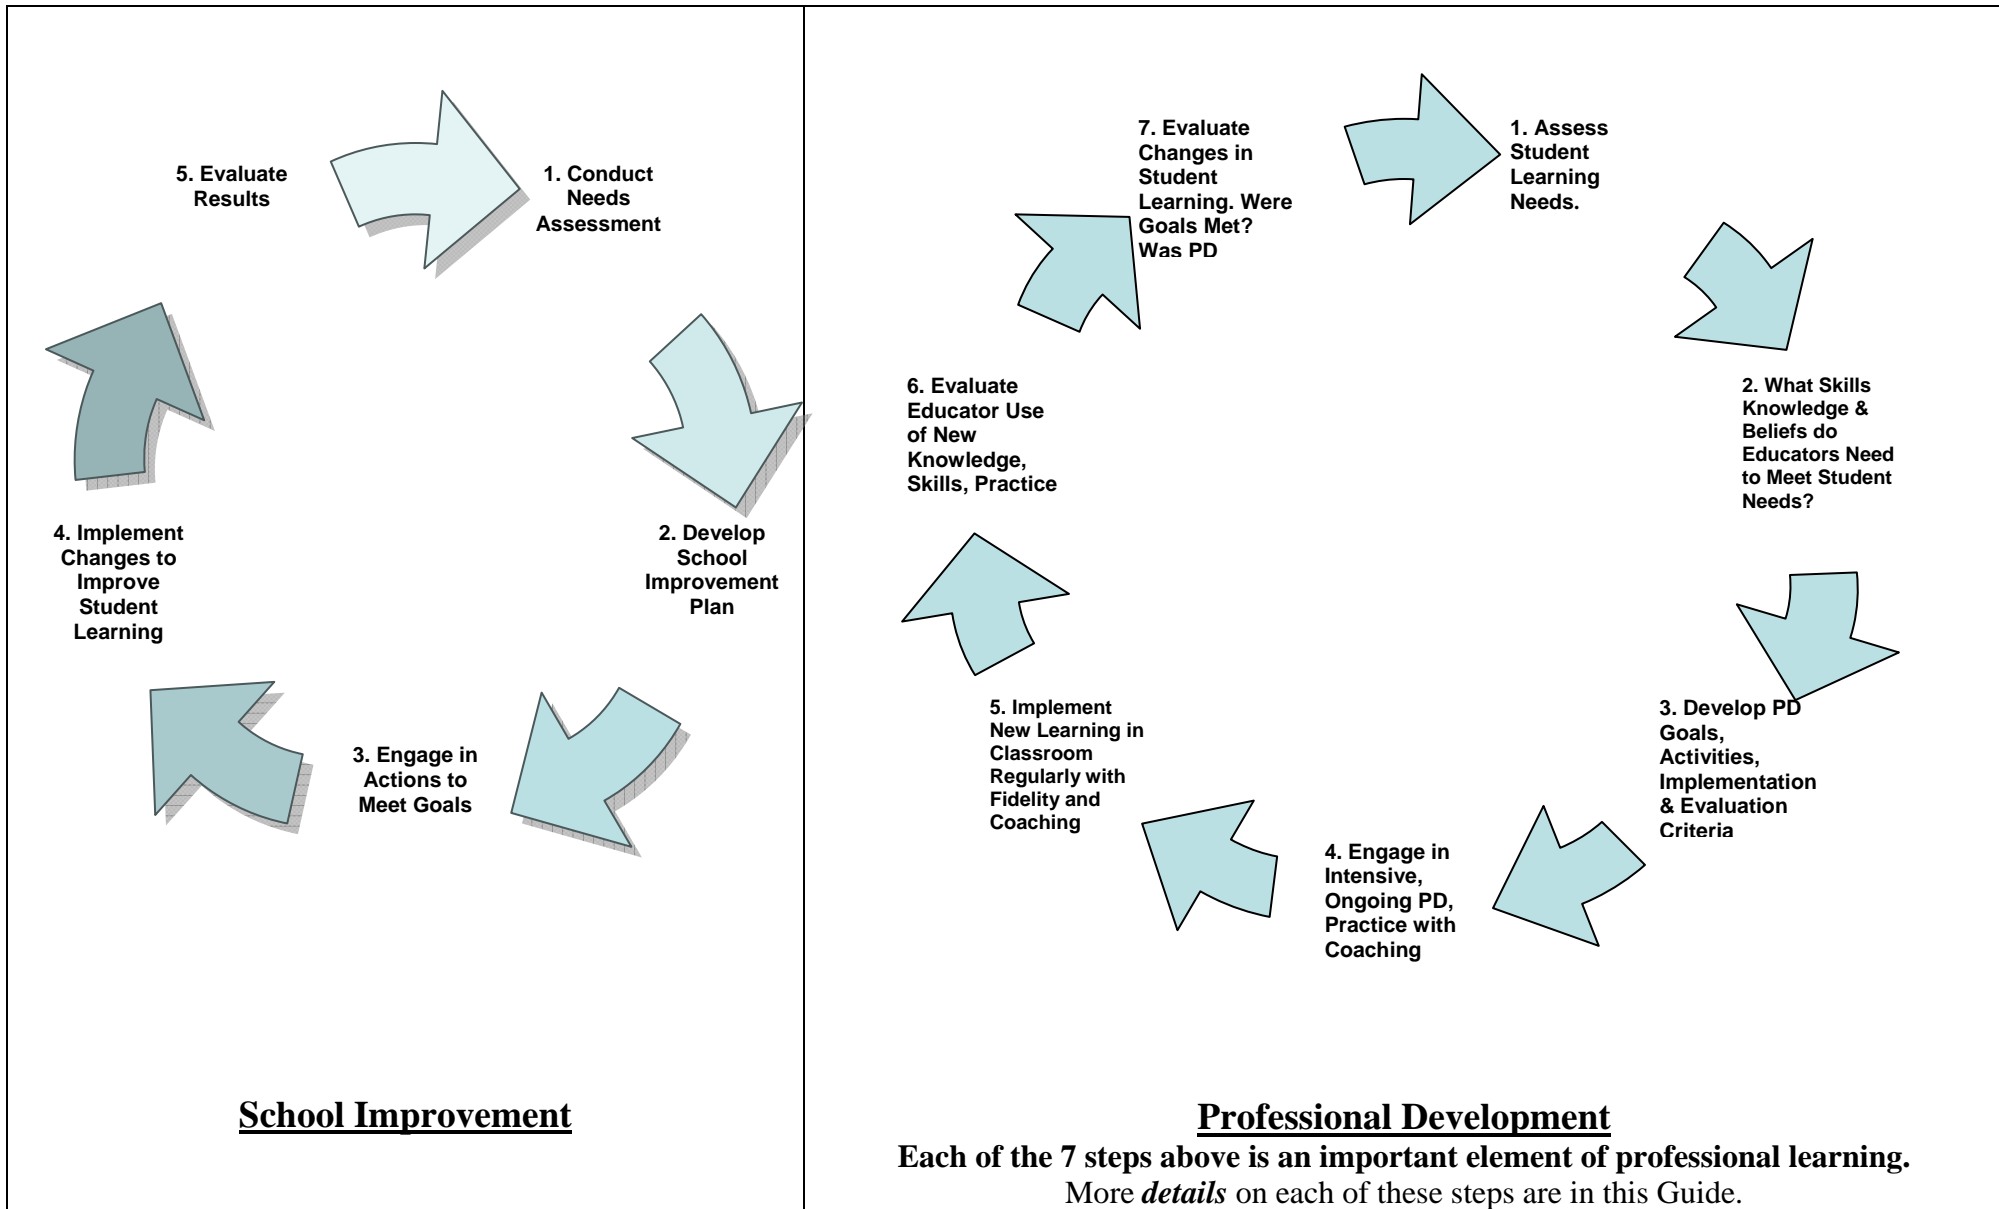 5. Evaluate
Results
1. Conduct
Needs
Assessment
2. Develop
School
Improvement
Plan
3. Engage in
Actions to
Meet Goals
4. Implement
Changes to
Improve
Student
Learning
School Improvement
7. Evaluate
Changes in
Student
Learning. Were
Goals Met?
Was PD
1. Assess
Student
Learning
Needs.
2. What Skills
Knowledge &
Beliefs do
Educators Need
to Meet Student
Needs?
3. Develop PD
Goals,
Activities,
Implementation
& Evaluation
Criteria
4. Engage in
Intensive,
Ongoing PD,
Practice with
Coaching
5. Implement
New Learning in
Classroom
Regularly with
Fidelity and
Coaching
6. Evaluate
Educator Use
of New
Knowledge,
Skills, Practice
Professional Development
Each of the 7 steps above is an important element of professional learning.
More details on each of these steps are in this Guide.